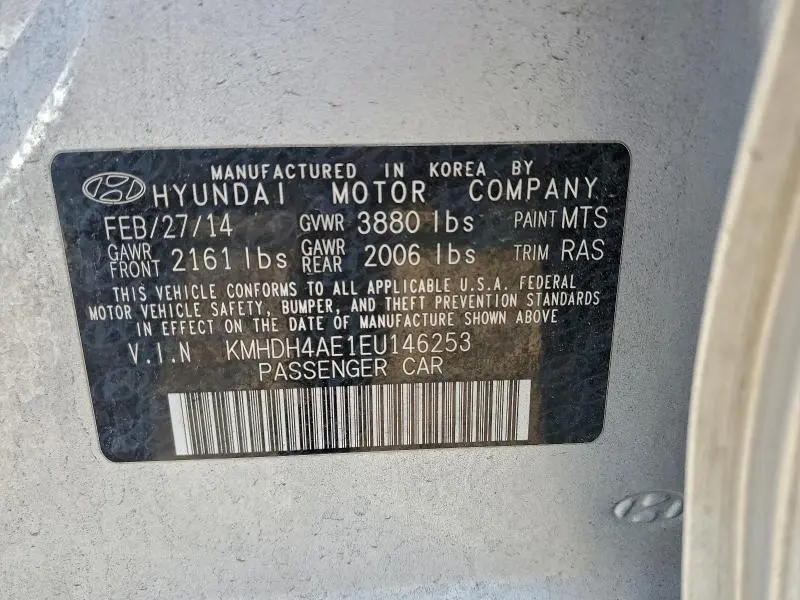 MANUFACTURED IN KOREA BY
HYUNDAI MOTOR COMPANY
FEB/27/14 GVWR 3880 lbs PAINT MTS
GAWR FRONT 2161 lbs GAWR REAR 2006 lbs TRIM RAS
THIS VEHICLE CONFORMS TO ALL APPLICABLE U.S.A. FEDERAL
MOTOR VEHICLE SAFETY, BUMPER, AND THEFT PREVENTION STANDARDS
IN EFFECT ON THE DATE OF MANUFACTURE SHOWN ABOVE
V.I.N KMHDH4AE1EU146253
PASSENGER CAR